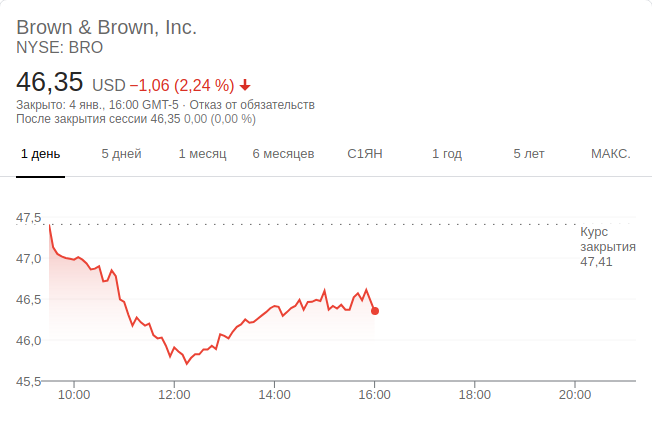 Brown & Brown, Inc.
NYSE: BRO
46,35 USD −1,06 (2,24 %)
Закрыто: 4 янв., 16:00 GMT-5 · Отказ от обязательств
После закрытия сессии 46,35 0,00 (0,00 %)
1 день 5 дней 1 месяц 6 месяцев С1ЯН 1 год 5 лет МАКС.
47,5
Курс
закрытия
47,41
47,0
46,5
46,0
45,5
10:00 12:00 14:00 16:00 18:00 20:00